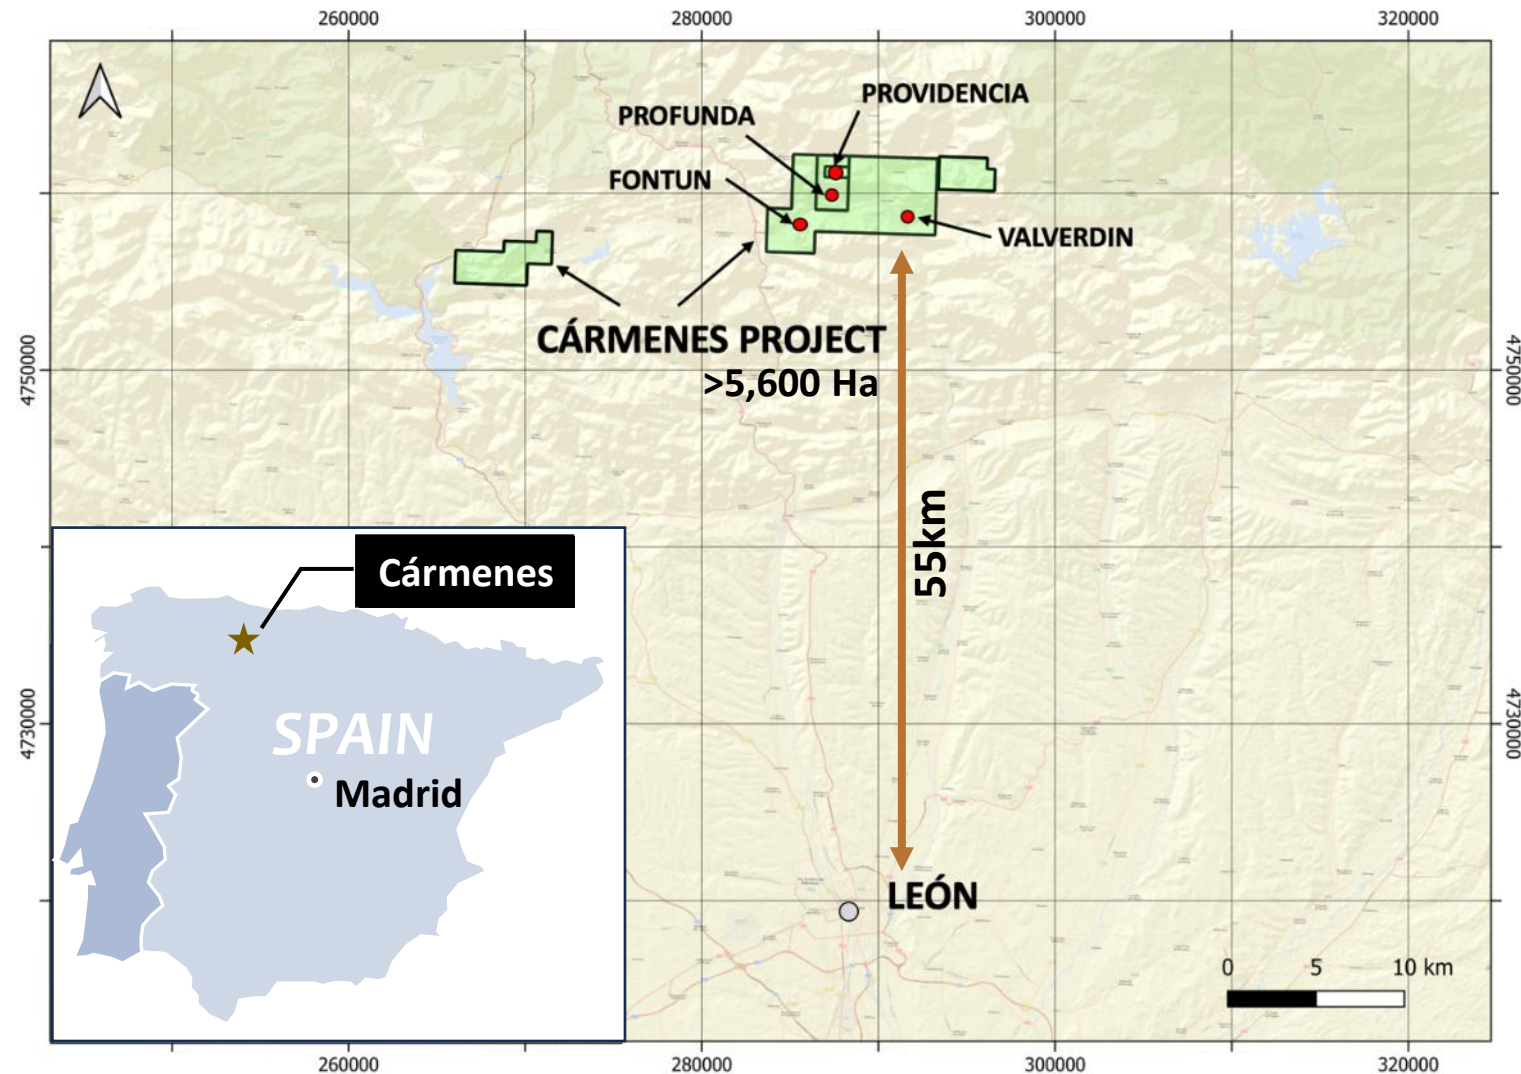 260000
280000
300000
320000
PROVIDENCIA
PROFUNDA
FONTUN
VALVERDIN
CÁRMENES PROJECT
>5,600 Ha
4750000
4750000
55km
Cármenes
SPAIN
Madrid
4730000
4730000
LEÓN
0 5 10 km
260000
280000
300000
320000